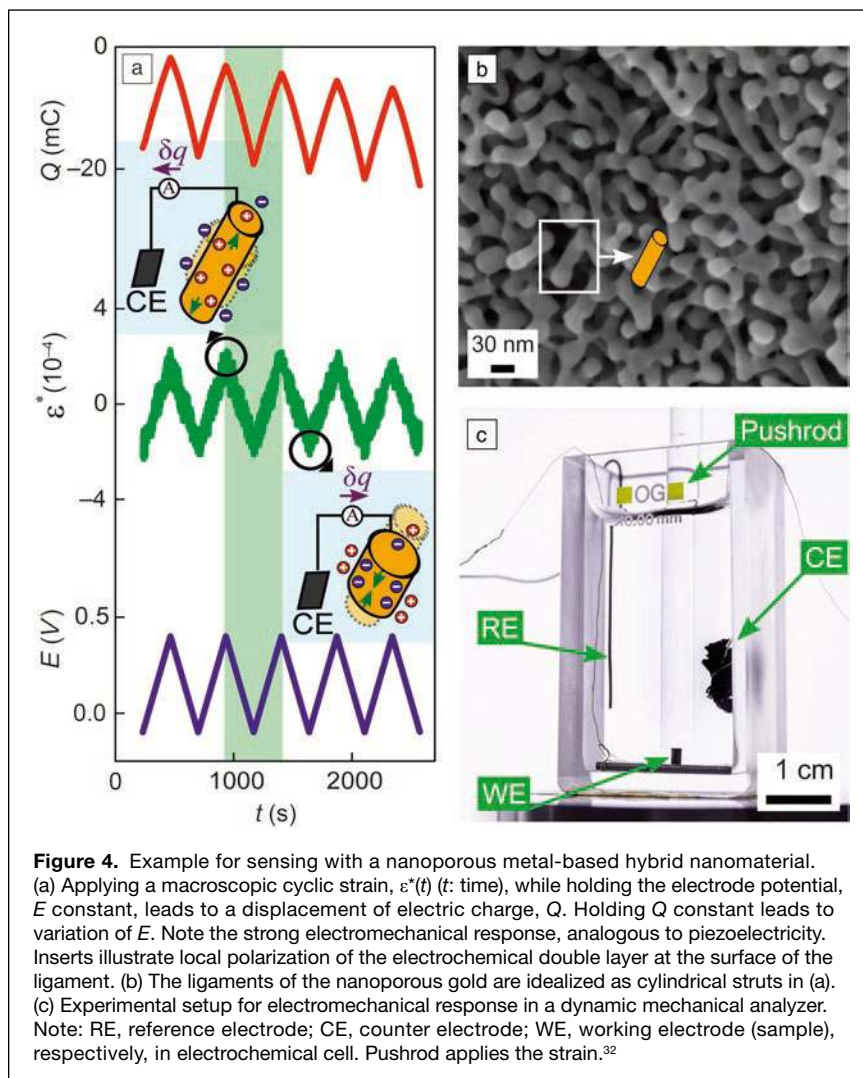 a
0
Q (mC)
−20
δq
A
CE
4
ε* (10⁻⁴)
0
−4
δq
A
CE
0.5
E (V)
0.0
0
1000
2000
t (s)
b
30 nm
c
Pushrod
OG
10.00 mm
CE
RE
WE
1 cm
Figure 4. Example for sensing with a nanoporous metal-based hybrid nanomaterial.
(a) Applying a macroscopic cyclic strain, ε*(t) (t: time), while holding the electrode potential,
E constant, leads to a displacement of electric charge, Q. Holding Q constant leads to
variation of E. Note the strong electromechanical response, analogous to piezoelectricity.
Inserts illustrate local polarization of the electrochemical double layer at the surface of the
ligament. (b) The ligaments of the nanoporous gold are idealized as cylindrical struts in (a).
(c) Experimental setup for electromechanical response in a dynamic mechanical analyzer.
Note: RE, reference electrode; CE, counter electrode; WE, working electrode (sample),
respectively, in electrochemical cell. Pushrod applies the strain.³²